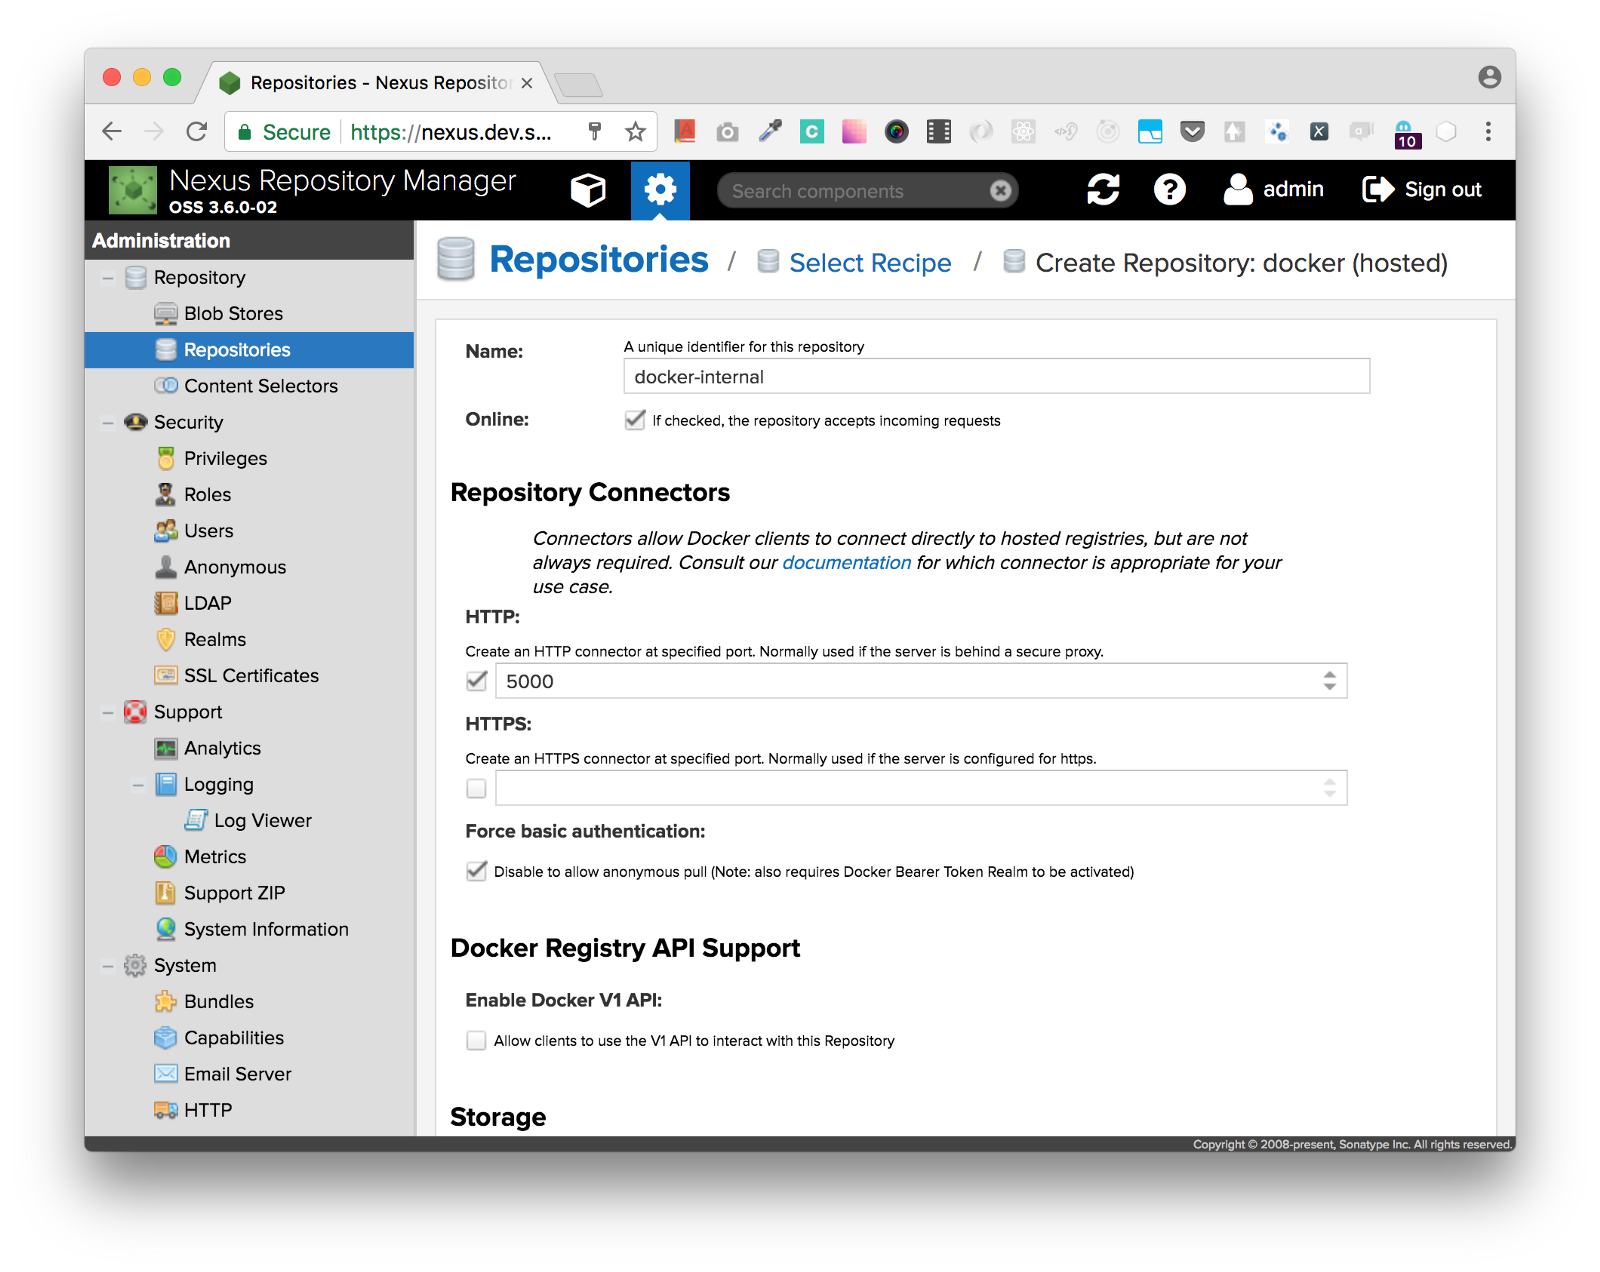 Repositories - Nexus Repositor
Secure https://nexus.dev.s...
10
Nexus Repository Manager
OSS 3.6.0-02
Search components
admin
Sign out
Administration
Repository
Blob Stores
Repositories
Content Selectors
Security
Privileges
Roles
Users
Anonymous
LDAP
Realms
SSL Certificates
Support
Analytics
Logging
Log Viewer
Metrics
Support ZIP
System Information
System
Bundles
Capabilities
Email Server
HTTP
Repositories / Select Recipe / Create Repository: docker (hosted)
Name:
A unique identifier for this repository
docker-internal
Online:
If checked, the repository accepts incoming requests
Repository Connectors
Connectors allow Docker clients to connect directly to hosted registries, but are not
always required. Consult our documentation for which connector is appropriate for your
use case.
HTTP:
Create an HTTP connector at specified port. Normally used if the server is behind a secure proxy.
5000
HTTPS:
Create an HTTPS connector at specified port. Normally used if the server is configured for https.
Force basic authentication:
Disable to allow anonymous pull (Note: also requires Docker Bearer Token Realm to be activated)
Docker Registry API Support
Enable Docker V1 API:
Allow clients to use the V1 API to interact with this Repository
Storage
Copyright © 2008-present, Sonatype Inc. All rights reserved.